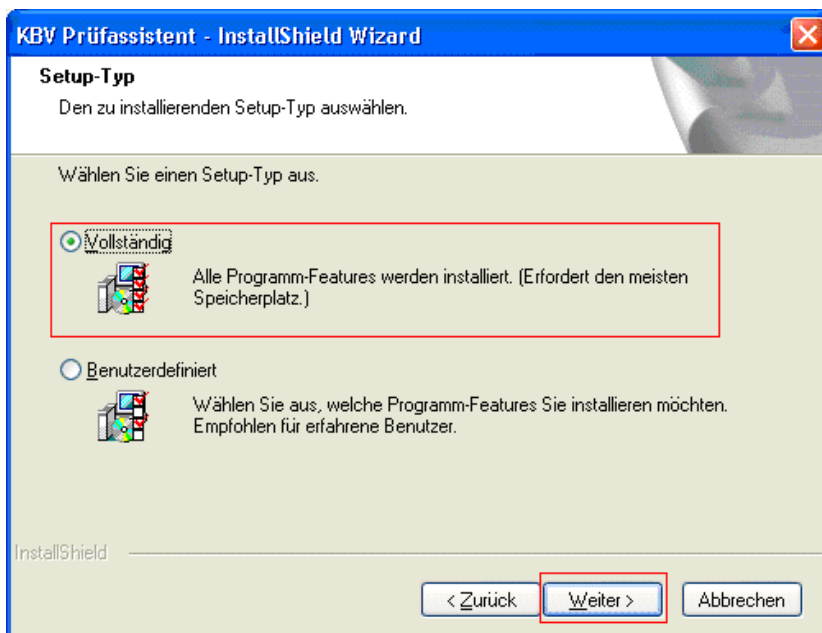 KBV Prüfassistent - InstallShield Wizard
Setup-Typ
Den zu installierenden Setup-Typ auswählen.
Wählen Sie einen Setup-Typ aus.
Vollständig
Alle Programm-Features werden installiert. (Erfordert den meisten
Speicherplatz.)
Benutzerdefiniert
Wählen Sie aus, welche Programm-Features Sie installieren möchten.
Empfohlen für erfahrene Benutzer.
InstallShield
< Zurück
Weiter >
Abbrechen